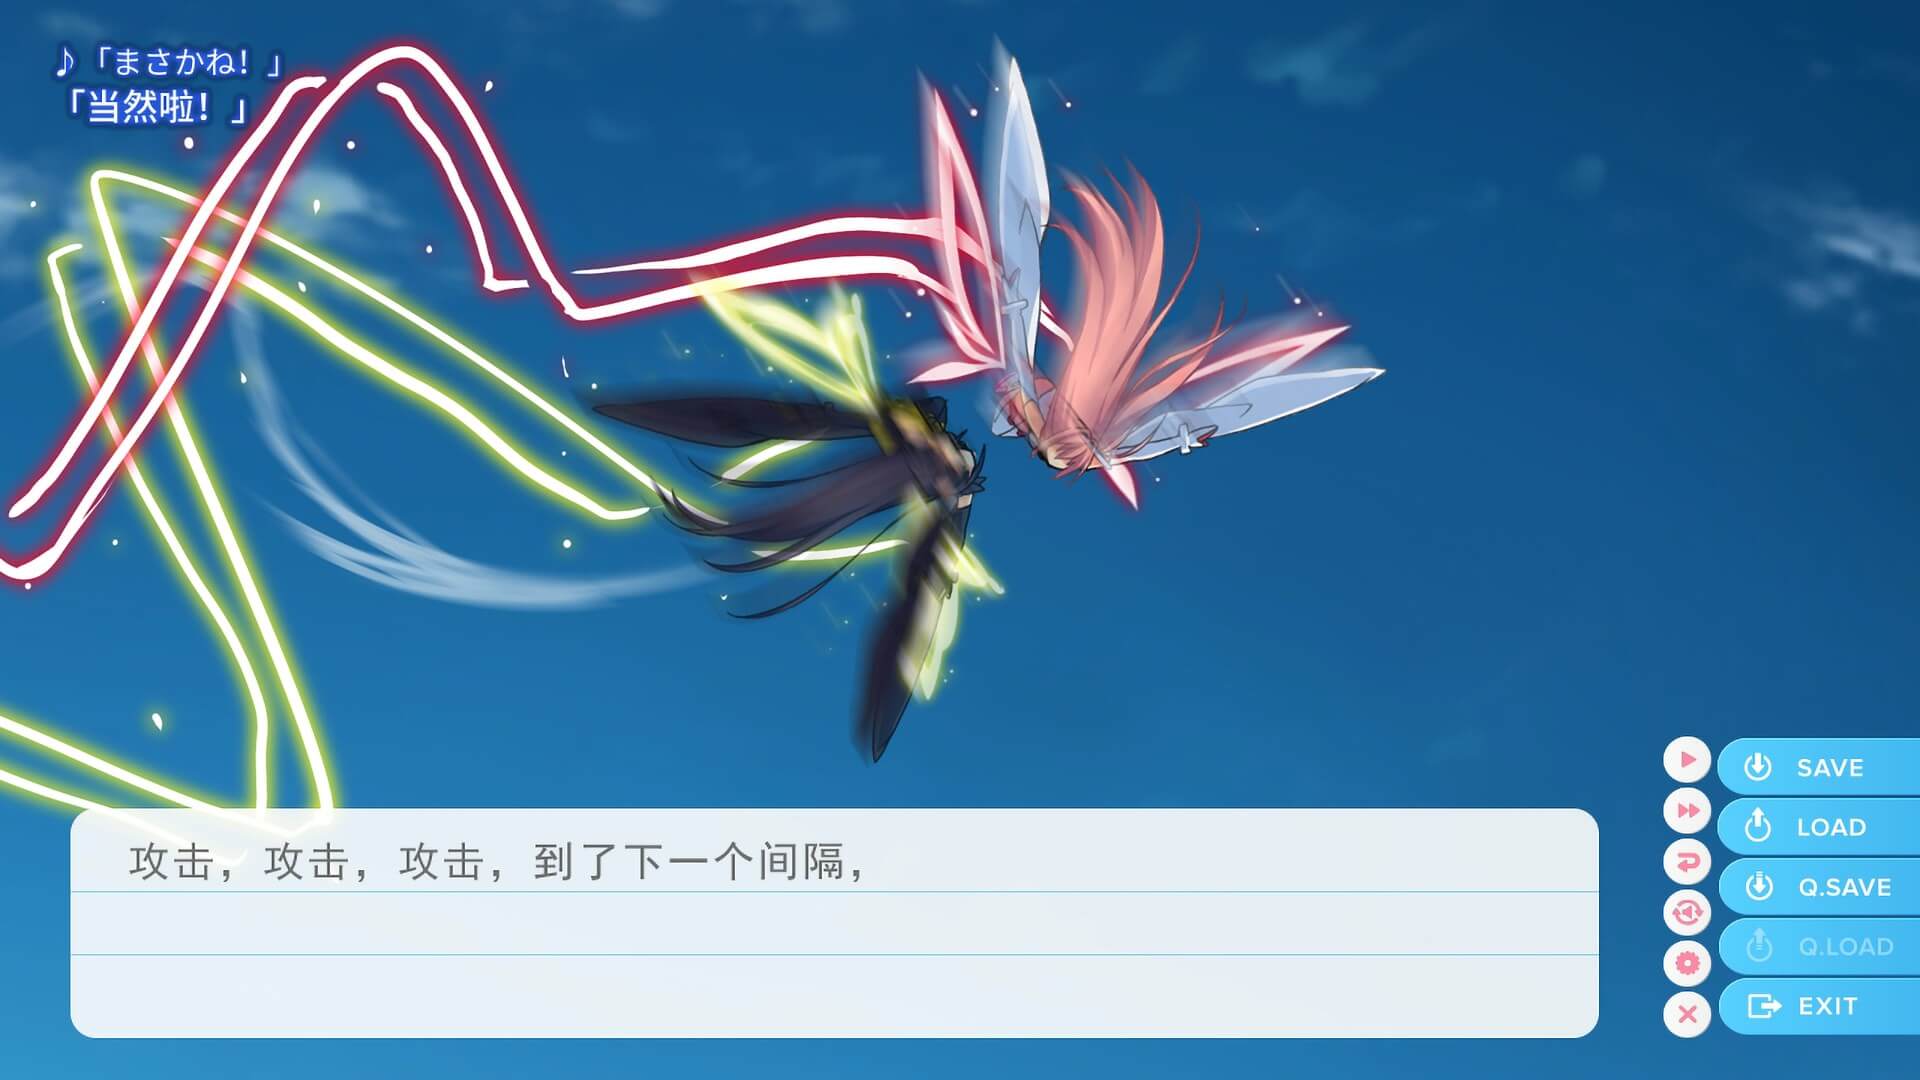 ♪「まさかね！」
「当然啦！」
攻击，攻击，攻击，到了下一个间隔，
SAVE
LOAD
Q.SAVE
Q.LOAD
EXIT